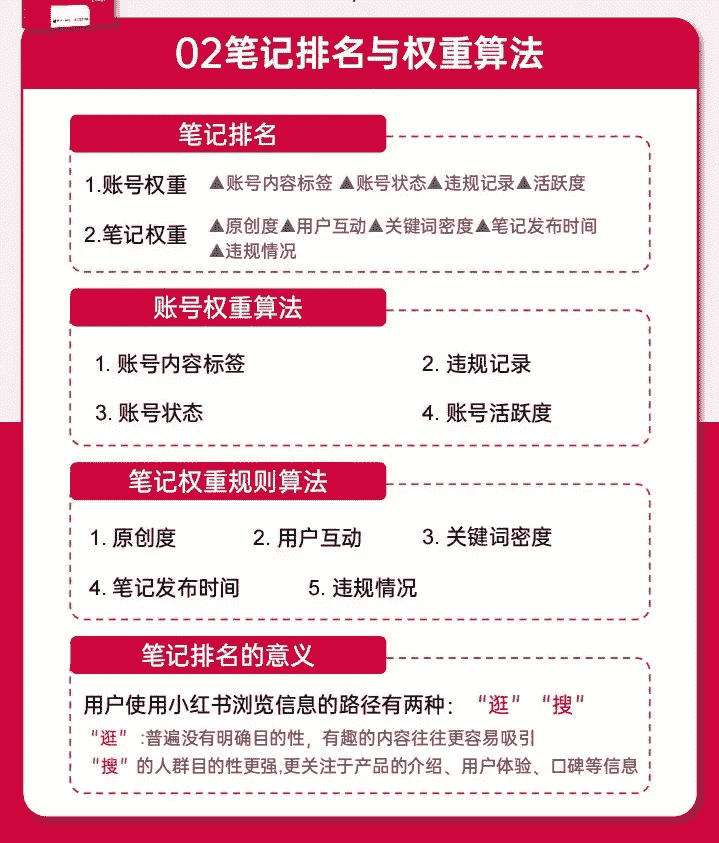 02笔记排名与权重算法
笔记排名
1.账号权重 ▲账号内容标签 ▲账号状态▲违规记录▲活跃度
2.笔记权重 ▲原创度▲用户互动▲关键词密度▲笔记发布时间
▲违规情况
账号权重算法
1. 账号内容标签 2. 违规记录
3. 账号状态 4. 账号活跃度
笔记权重规则算法
1. 原创度 2. 用户互动 3. 关键词密度
4. 笔记发布时间 5. 违规情况
笔记排名的意义
用户使用小红书浏览信息的路径有两种：“逛” “搜”
“逛” :普遍没有明确目的性，有趣的内容往往更容易吸引
“搜” 的人群目的性更强,更关注于产品的介绍、用户体验、口碑等信息